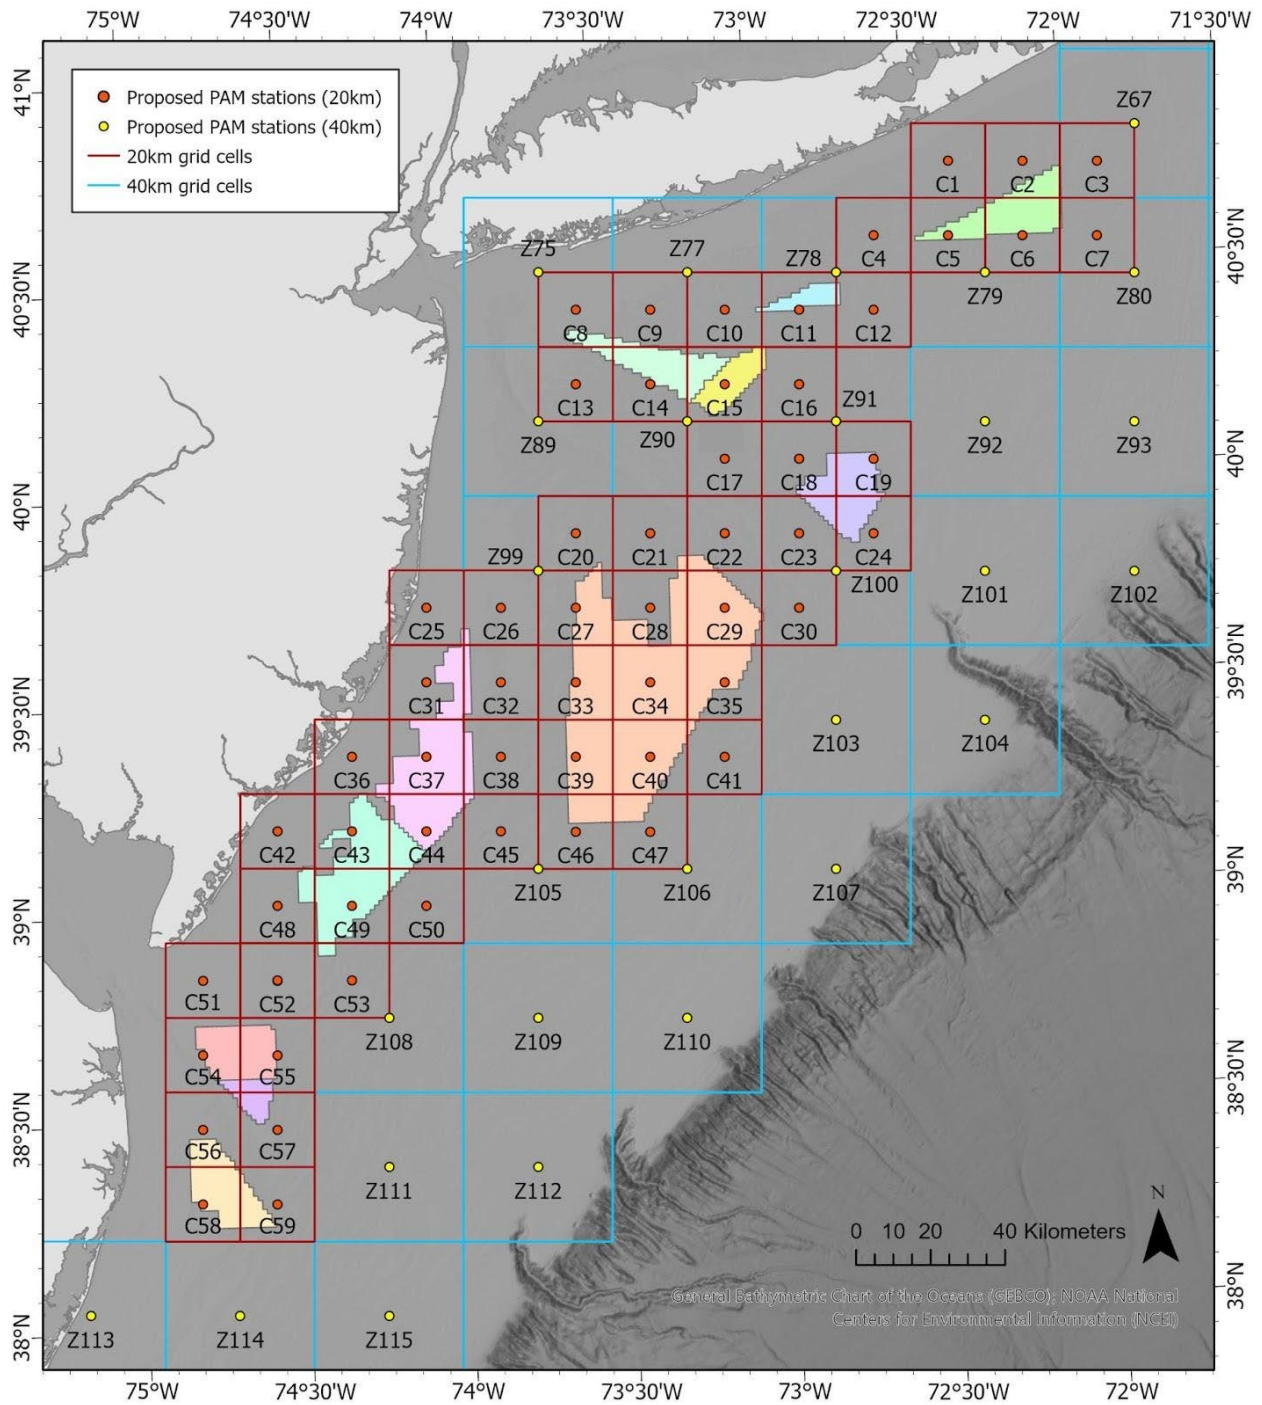 75°W 74°30'W 74°W 73°30'W 73°W 72°30'W 72°W 71°30'W
41°N
Proposed PAM stations (20km)
Proposed PAM stations (40km)
20km grid cells
40km grid cells
Z67
C1 C2 C3
Z75 Z77 Z78 C4 C5 C6 C7
40°30'N
Z79 Z80
40°30'N
C8 C9 C10 C11 C12
C13 C14 C15 C16 Z91
Z89 Z90 Z92 Z93
40°N
C17 C18 C19
40°N
Z99 C20 C21 C22 C23 C24
Z100 Z101 Z102
C25 C26 C27 C28 C29 C30
39°30'N
C31 C32 C33 C34 C35
39°30'N
Z103 Z104
C36 C37 C38 C39 C40 C41
C42 C43 C44 C45 C46 C47
39°N
Z105 Z106 Z107
39°N
C48 C49 C50
C51 C52 C53
Z108 Z109 Z110
C54 C55
38°30'N
38°30'N
C56 C57
Z111 Z112
C58 C59
N
0 10 20 40 Kilometers
38°N
General Bathymetric Chart of the Oceans (GEBCO); NOAA National
Centers for Environmental Information (NCEI)
38°N
Z113 Z114 Z115
75°W 74°30'W 74°W 73°30'W 73°W 72°30'W 72°W